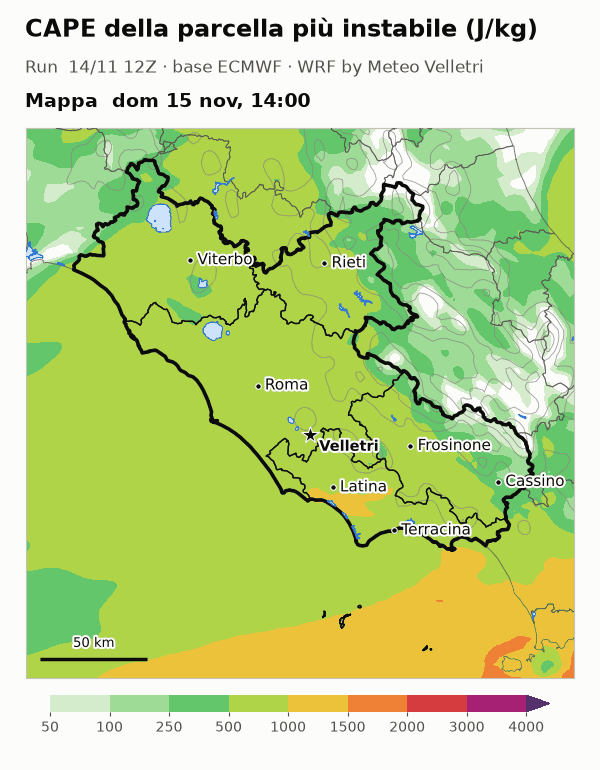 CAPE della parcella più instabile (J/kg)
Run  14/11 12Z · base ECMWF · WRF by Meteo Velletri
Mappa  dom 15 nov, 14:00
Viterbo
Rieti
Roma
Velletri
Frosinone
Latina
Cassino
Terracina
50 km
50 100 250 500 1000 1500 2000 3000 4000